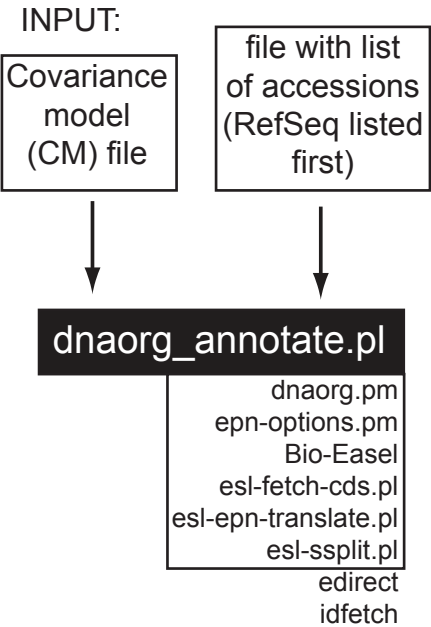 INPUT:
Covariance
model
(CM) file
file with list
of accessions
(RefSeq listed
first)
dnaorg_annotate.pl
dnaorg.pm
epn-options.pm
Bio-Easel
esl-fetch-cds.pl
esl-epn-translate.pl
esl-ssplit.pl
edirect
idfetch